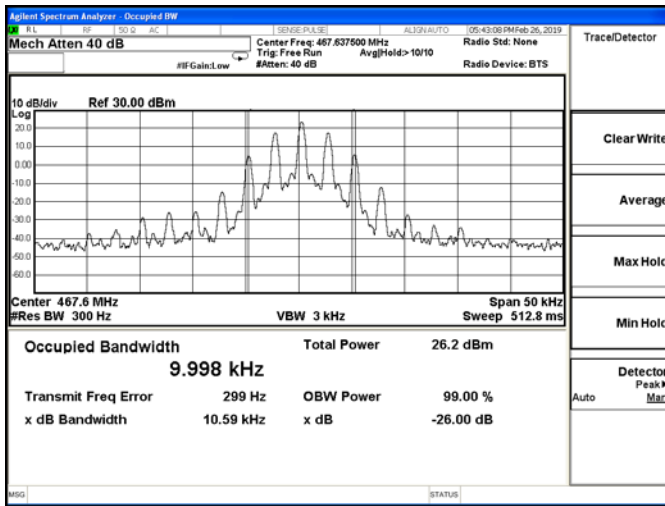 Agilent Spectrum Analyzer - Occupied BW
RL RF 50 Ω AC SENSE:PULSE ALIGNAUTO 05:43:08 PM Feb 26, 2019
Mech Atten 40 dB
Center Freq: 467.637500 MHz
Radio Std: None
Trig: Free Run Avg|Hold:>10/10
#IFGain:Low
#Atten: 40 dB
Radio Device: BTS
10 dB/div Ref 30.00 dBm
Log
20.0
10.0
0.00
-10.0
-20.0
-30.0
-40.0
-50.0
-60.0
Center 467.6 MHz Span 50 kHz
#Res BW 300 Hz VBW 3 kHz Sweep 512.8 ms
Occupied Bandwidth Total Power 26.2 dBm
9.998 kHz
Transmit Freq Error 299 Hz OBW Power 99.00 %
x dB Bandwidth 10.59 kHz x dB -26.00 dB
MSG STATUS
Trace/Detector
Clear Write
Average
Max Hold
Min Hold
Detector
Peak
Auto Man